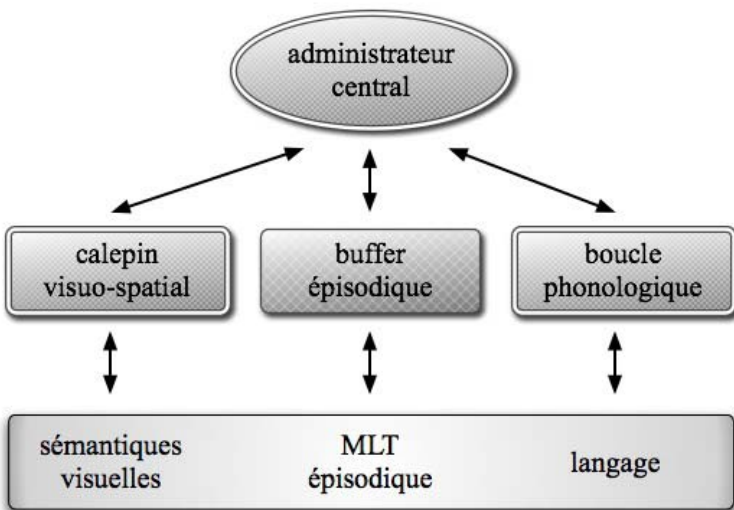 administrateur
central
calepin
visuo-spatial
buffer
épisodique
boucle
phonologique
sémantiques
visuelles
MLT
épisodique
langage